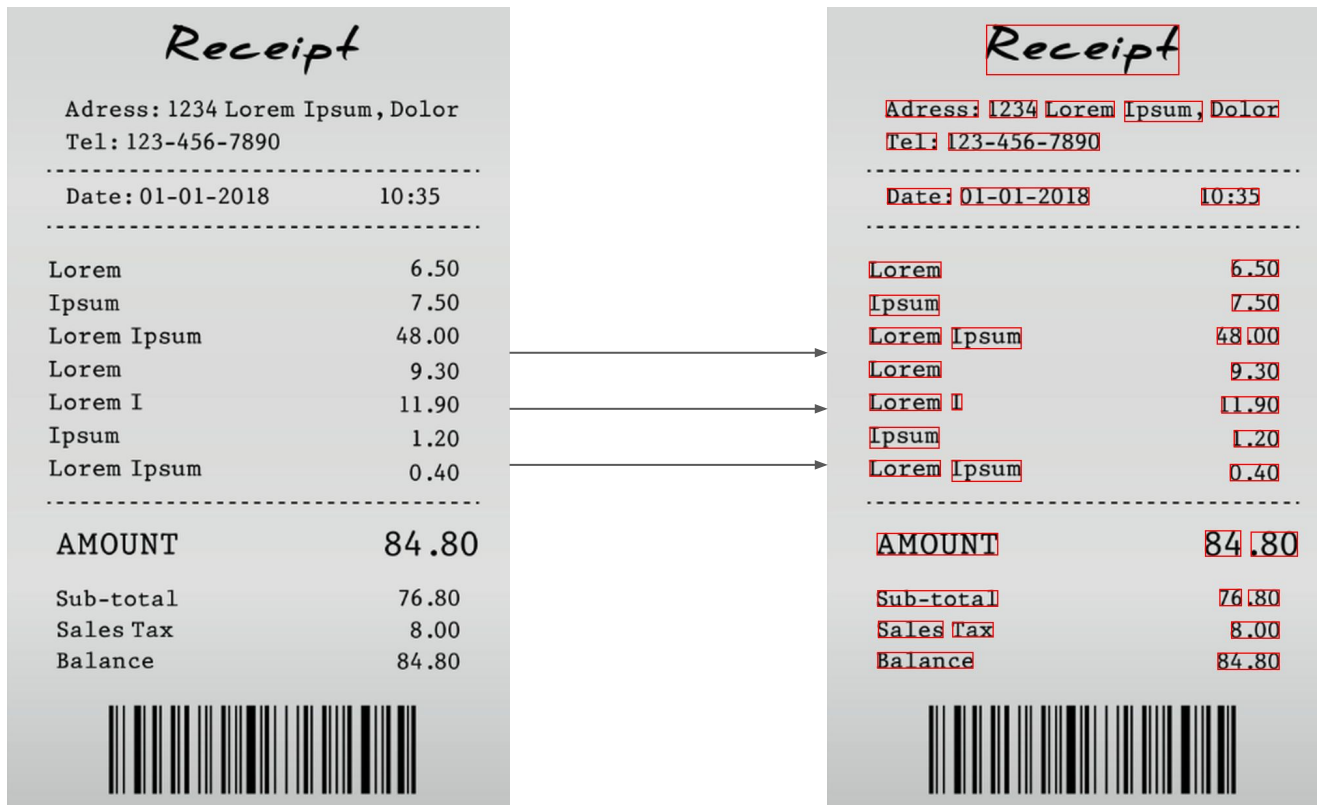 Receipt
Adress: 1234 Lorem Ipsum, Dolor
Tel: 123-456-7890
Date: 01-01-2018 10:35
Lorem 6.50
Ipsum 7.50
Lorem Ipsum 48.00
Lorem 9.30
Lorem I 11.90
Ipsum 1.20
Lorem Ipsum 0.40
AMOUNT 84.80
Sub-total 76.80
Sales Tax 8.00
Balance 84.80
Receipt
Adress: 1234 Lorem Ipsum, Dolor
Tel: 123-456-7890
Date: 01-01-2018 10:35
Lorem 6.50
Ipsum 7.50
Lorem Ipsum 48.00
Lorem 9.30
Lorem I 11.90
Ipsum 1.20
Lorem Ipsum 0.40
AMOUNT 84.80
Sub-total 76.80
Sales Tax 8.00
Balance 84.80